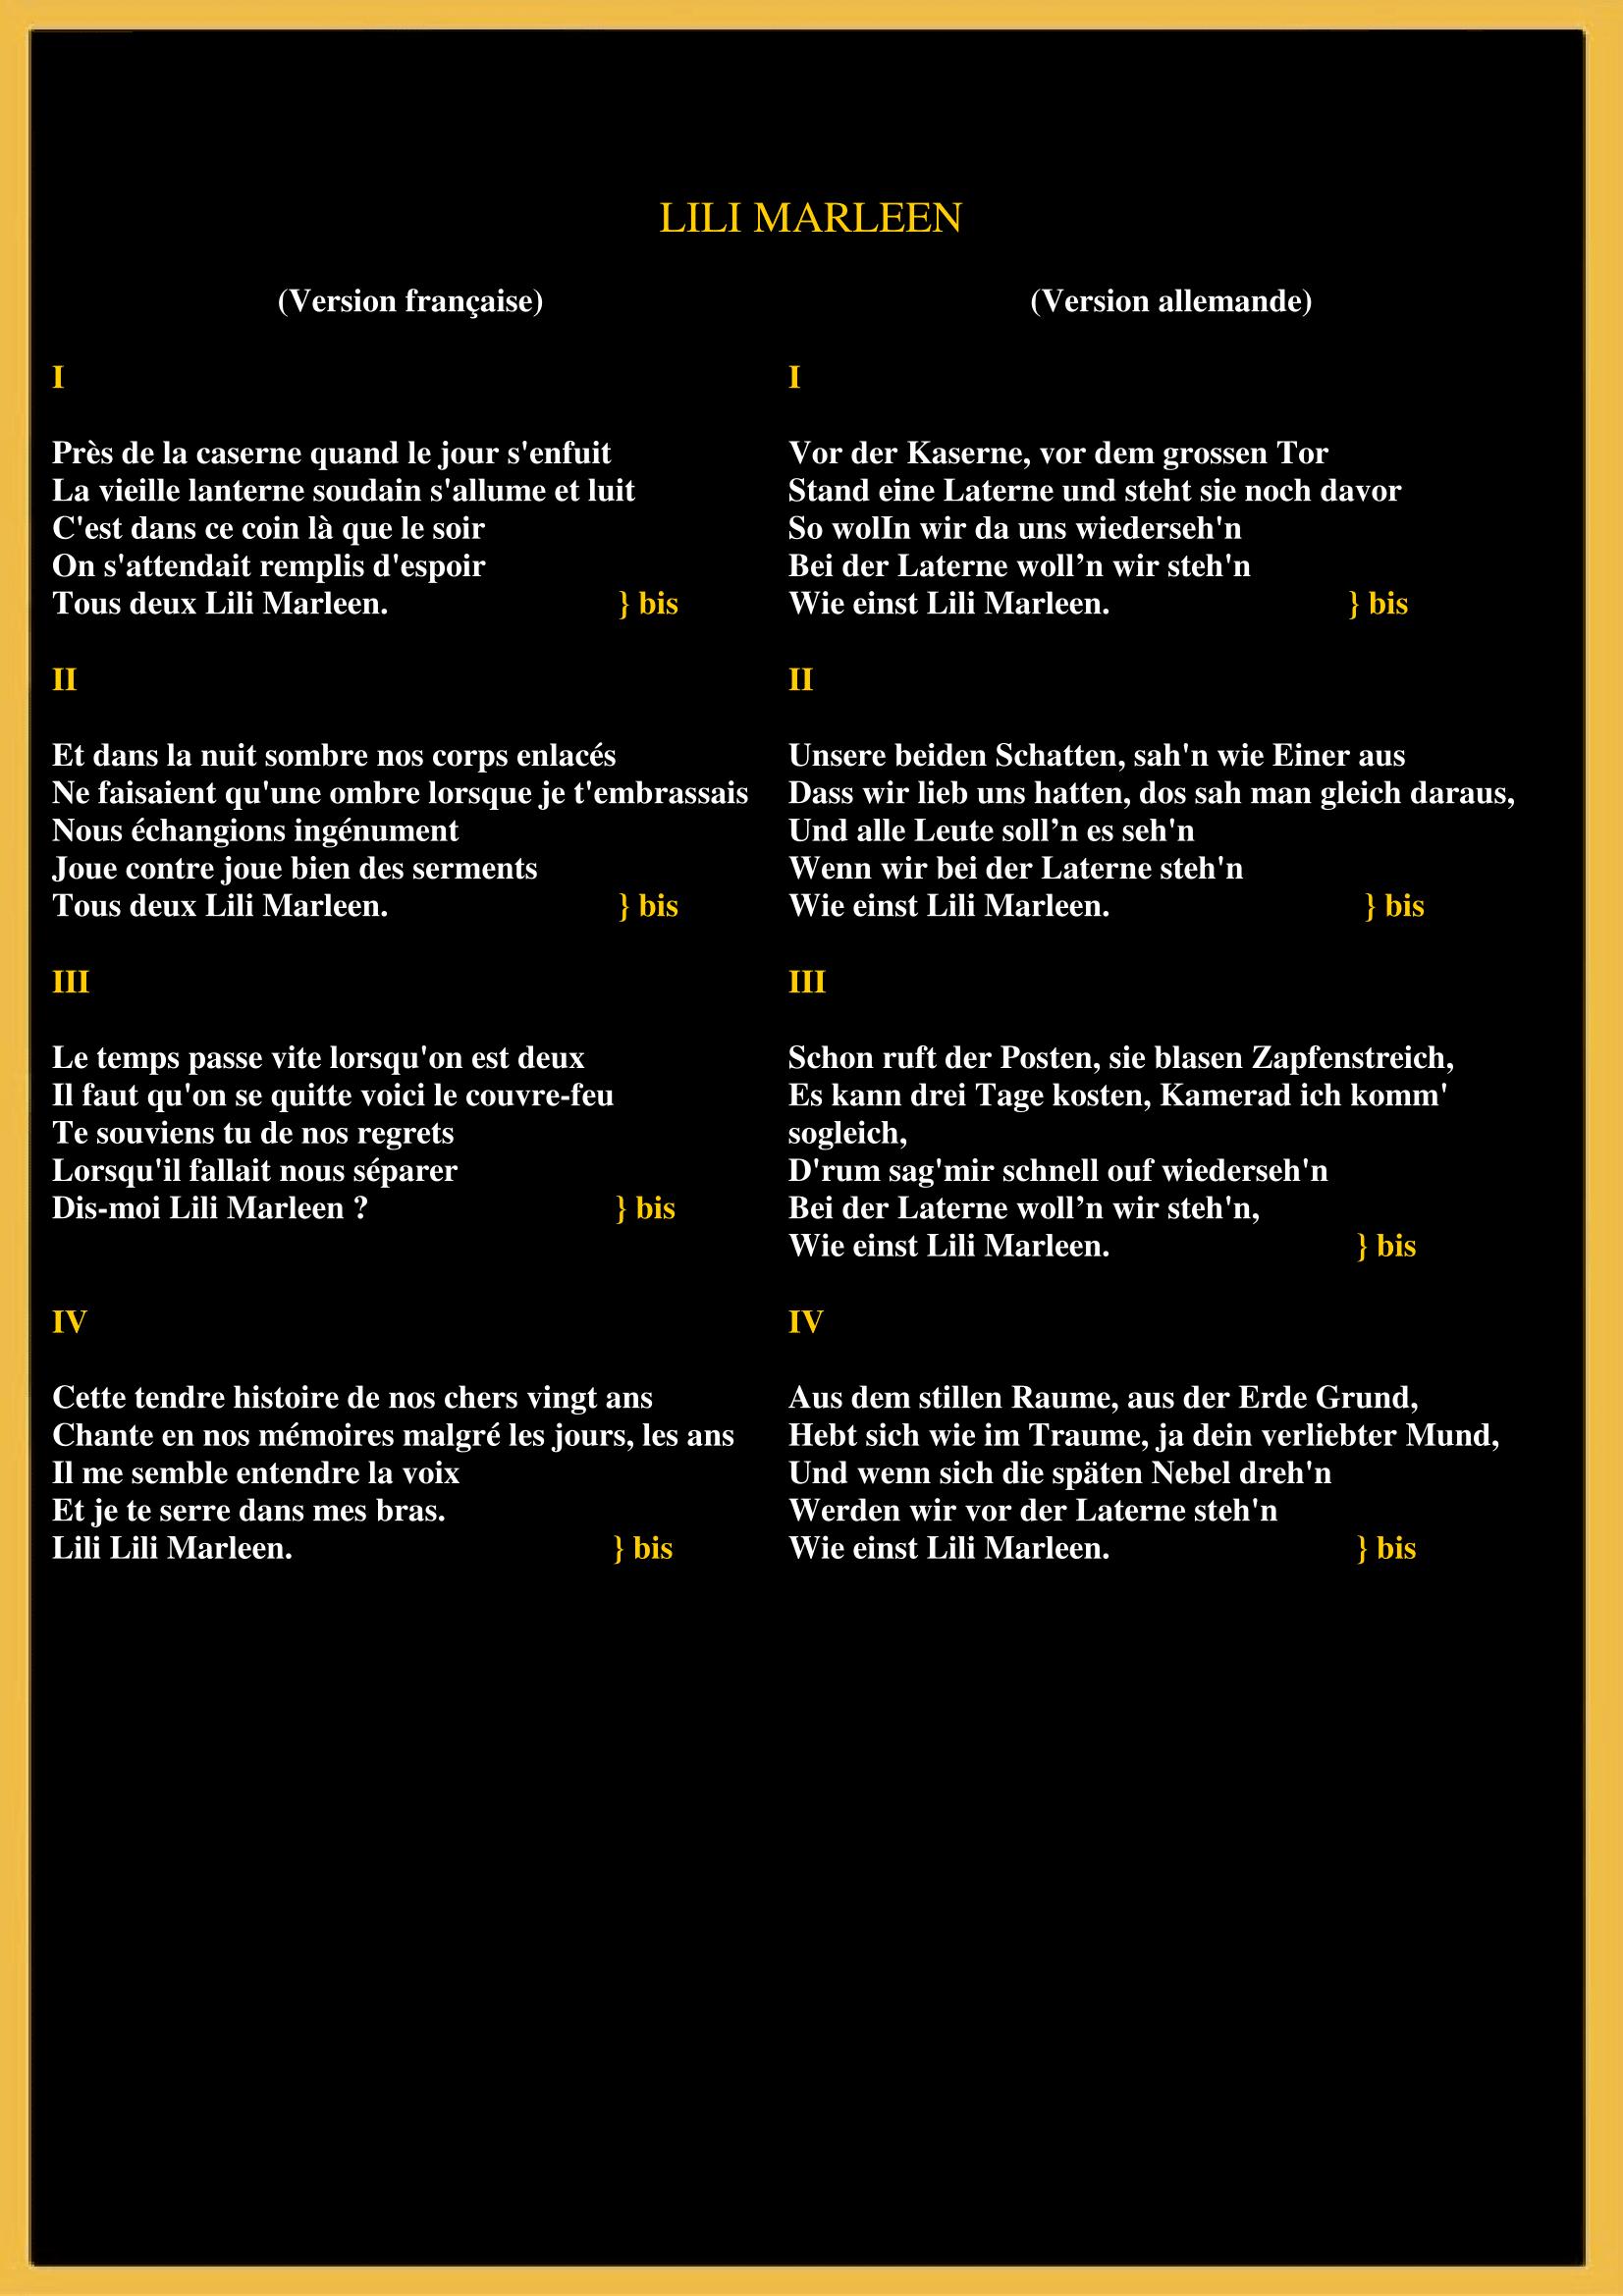 LILI MARLEEN
(Version française)
I
Près de la caserne quand le jour s'enfuit
La vieille lanterne soudain s'allume et luit
C'est dans ce coin là que le soir
On s'attendait remplis d'espoir
Tous deux Lili Marleen. } bis
II
Et dans la nuit sombre nos corps enlacés
Ne faisaient qu'une ombre lorsque je t'embrassais
Nous échangions ingénument
Joue contre joue bien des serments
Tous deux Lili Marleen. } bis
III
Le temps passe vite lorsqu'on est deux
Il faut qu'on se quitte voici le couvre-feu
Te souviens tu de nos regrets
Lorsqu'il fallait nous séparer
Dis-moi Lili Marleen ? } bis
IV
Cette tendre histoire de nos chers vingt ans
Chante en nos mémoires malgré les jours, les ans
Il me semble entendre la voix
Et je te serre dans mes bras.
Lili Lili Marleen. } bis
(Version allemande)
I
Vor der Kaserne, vor dem grossen Tor
Stand eine Laterne und steht sie noch davor
So wolIn wir da uns wiederseh'n
Bei der Laterne woll’n wir steh'n
Wie einst Lili Marleen. } bis
II
Unsere beiden Schatten, sah'n wie Einer aus
Dass wir lieb uns hatten, dos sah man gleich daraus,
Und alle Leute soll’n es seh'n
Wenn wir bei der Laterne steh'n
Wie einst Lili Marleen. } bis
III
Schon ruft der Posten, sie blasen Zapfenstreich,
Es kann drei Tage kosten, Kamerad ich komm'
sogleich,
D'rum sag'mir schnell ouf wiederseh'n
Bei der Laterne woll’n wir steh'n,
Wie einst Lili Marleen. } bis
IV
Aus dem stillen Raume, aus der Erde Grund,
Hebt sich wie im Traume, ja dein verliebter Mund,
Und wenn sich die späten Nebel dreh'n
Werden wir vor der Laterne steh'n
Wie einst Lili Marleen. } bis